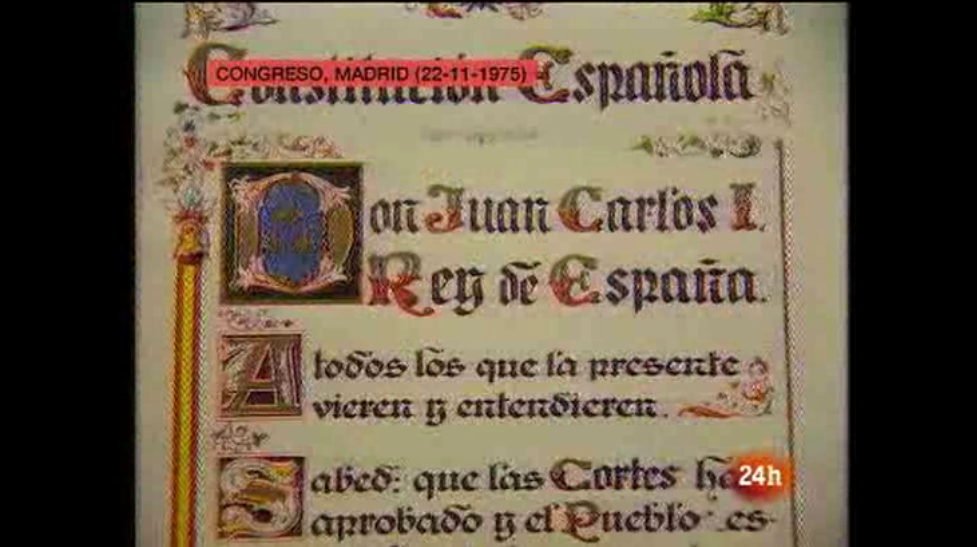 Constitución Española
CONGRESO, MADRID (22-11-1975)
Don Juan Carlos I.
Rey de España.
A todos los que la presente
vieren y entendieren.
Sabed: que las Cortes
aprobado y el Pueblo es-
24h